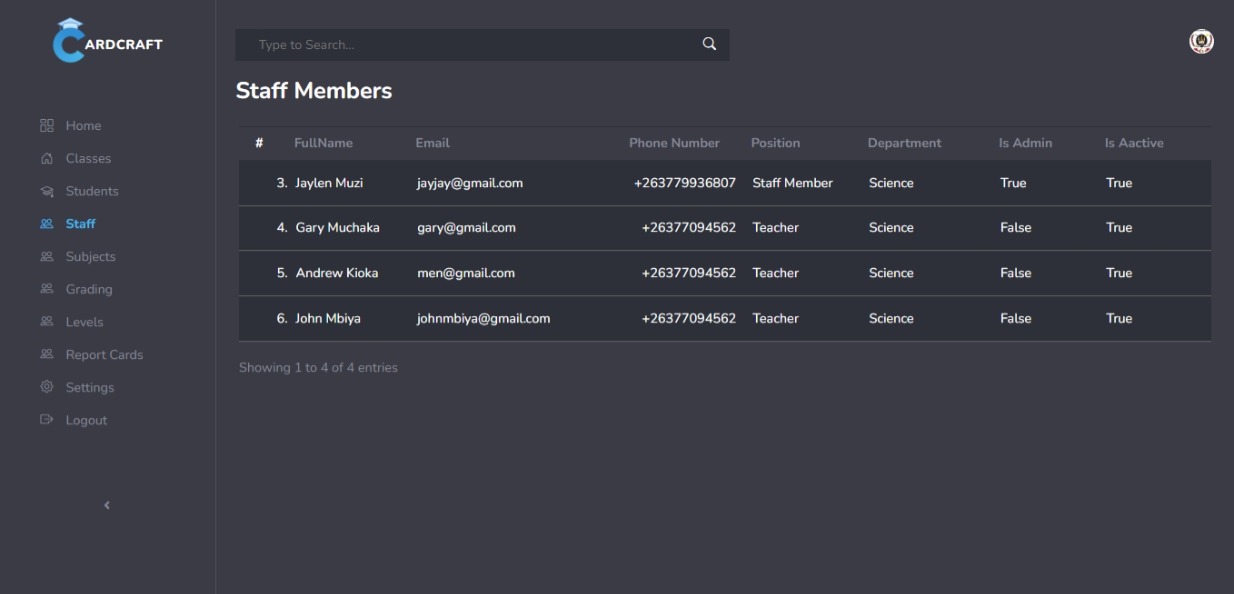 CARDCRAFT
Type to Search...
Staff Members
Home
Classes
Students
Staff
Subjects
Grading
Levels
Report Cards
Settings
Logout
# FullName Email Phone Number Position Department Is Admin Is Aactive
3. Jaylen Muzi jayjay@gmail.com +263779936807 Staff Member Science True True
4. Gary Muchaka gary@gmail.com +26377094562 Teacher Science False True
5. Andrew Kioka men@gmail.com +26377094562 Teacher Science False True
6. John Mbiya johnmbiya@gmail.com +26377094562 Teacher Science False True
Showing 1 to 4 of 4 entries